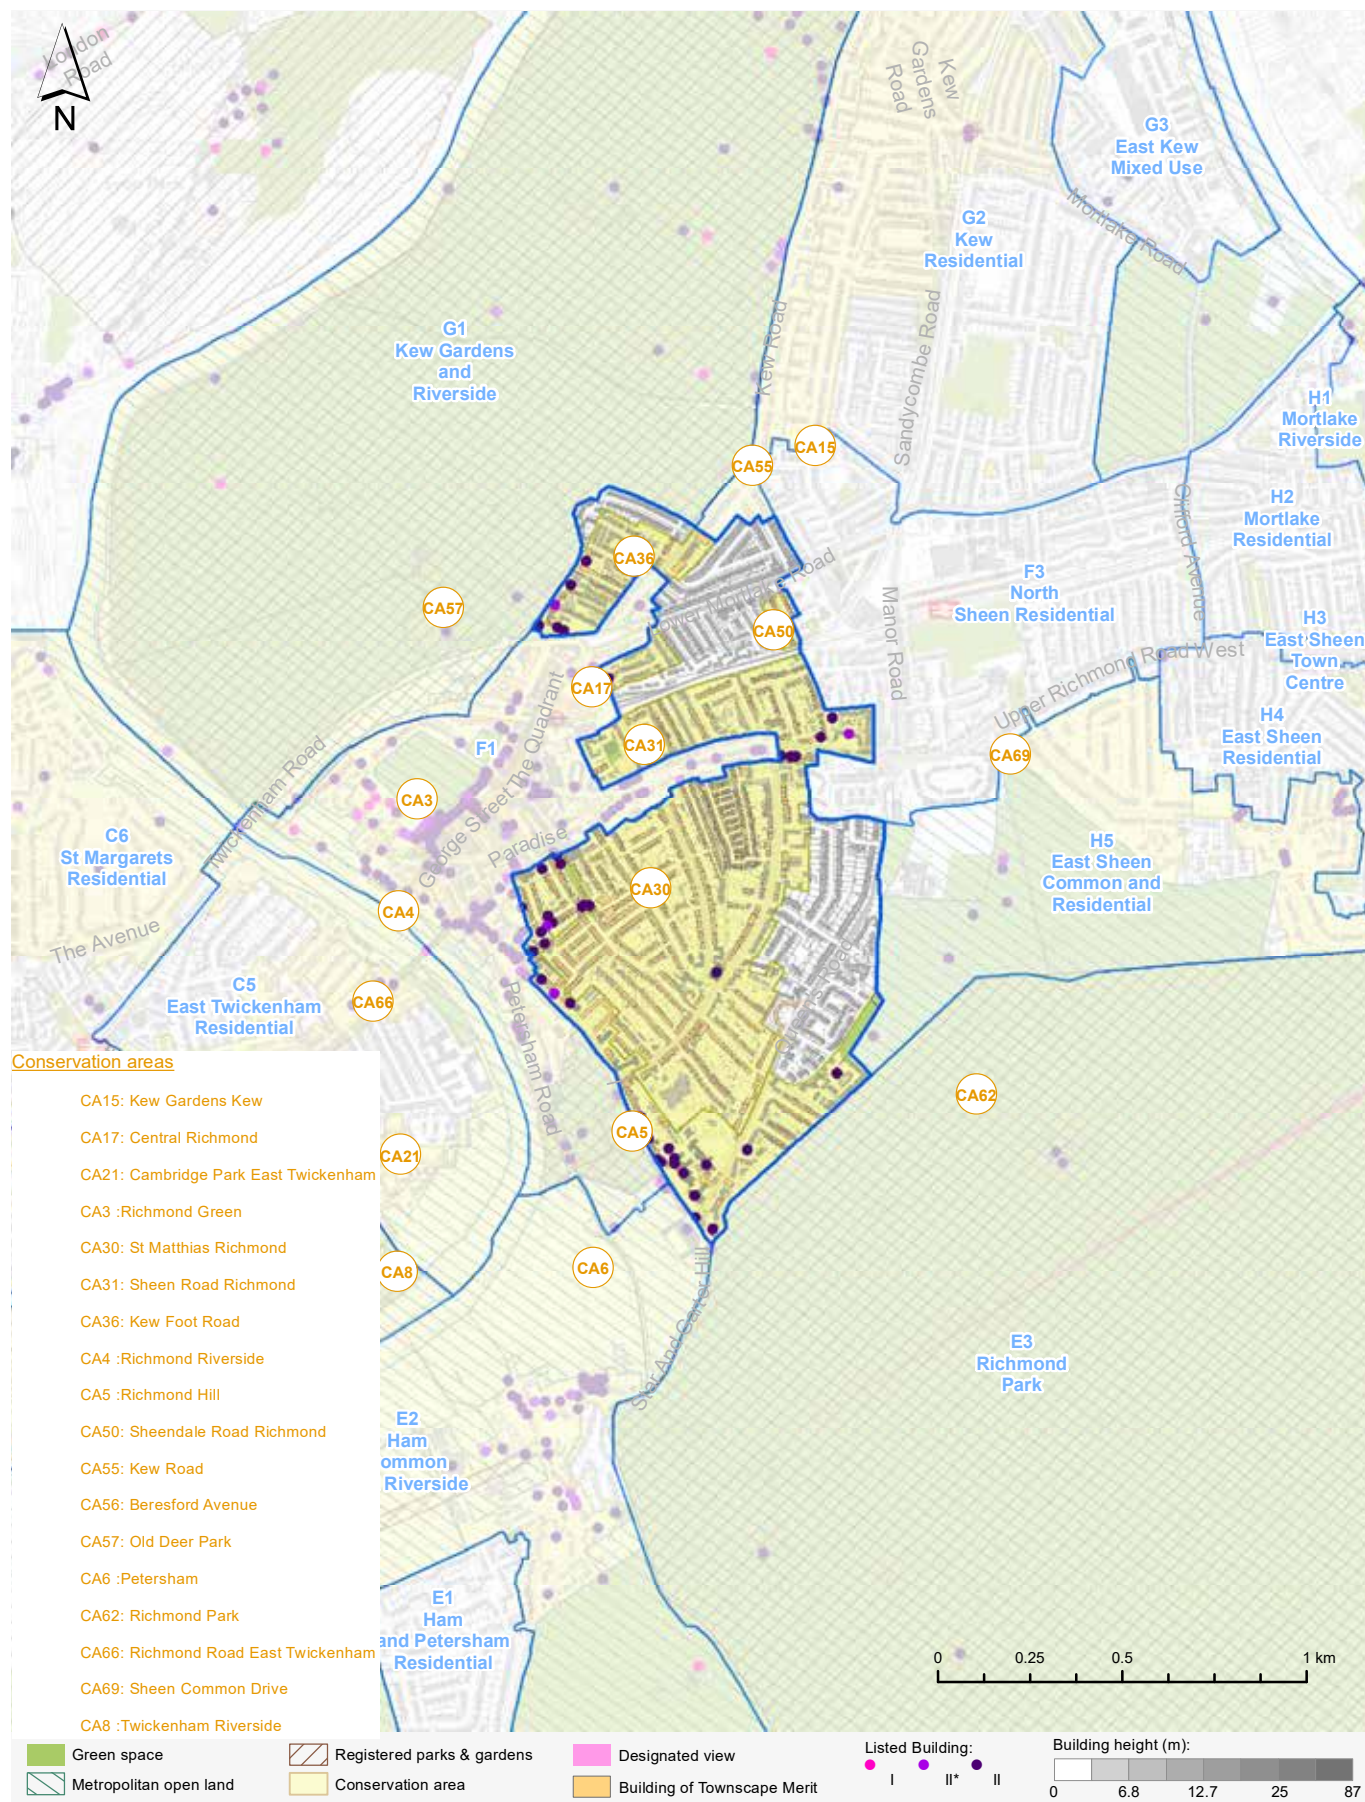 London
Road
N
Kew
Gardens
Road
G3
East Kew
Mixed Use
Mortlake Road
G2
Kew
Residential
Sandycombe Road
Kew Road
G1
Kew Gardens
and
Riverside
H1
Mortlake
Riverside
CA15
CA55
H2
Mortlake
Residential
Clifford Avenue
CA36
F3
North
Sheen Residential
CA57
Manor Road
CA50
H3
East Sheen
Town
Centre
Upper Richmond Road West
CA17
H4
East Sheen
Residential
CA31
CA69
F1
The Quadrant
George Street
Twickenham Road
CA3
Paradise
C6
St Margarets
Residential
H5
East Sheen
Common and
Residential
CA30
CA4
The Avenue
C5
East Twickenham
Residential
CA66
Petersham Road
CA62
CA5
CA21
CA8
CA6
Star And Garter Hill
E3
Richmond
Park
E2
Ham
ommon
Riverside
E1
Ham
and Petersham
Residential
Conservation areas
CA15: Kew Gardens Kew
CA17: Central Richmond
CA21: Cambridge Park East Twickenham
CA3 :Richmond Green
CA30: St Matthias Richmond
CA31: Sheen Road Richmond
CA36: Kew Foot Road
CA4 :Richmond Riverside
CA5 :Richmond Hill
CA50: Sheendale Road Richmond
CA55: Kew Road
CA56: Beresford Avenue
CA57: Old Deer Park
CA6 :Petersham
CA62: Richmond Park
CA66: Richmond Road East Twickenham
CA69: Sheen Common Drive
CA8 :Twickenham Riverside
0 0.25 0.5 1 km
Green space
Metropolitan open land
Registered parks & gardens
Conservation area
Designated view
Building of Townscape Merit
Listed Building:
I II* II
Building height (m):
0 6.8 12.7 25 87